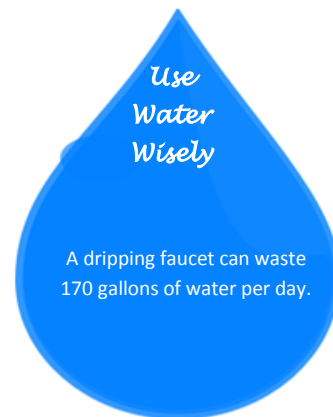 Use
Water
Wisely
A dripping faucet can waste
170 gallons of water per day.